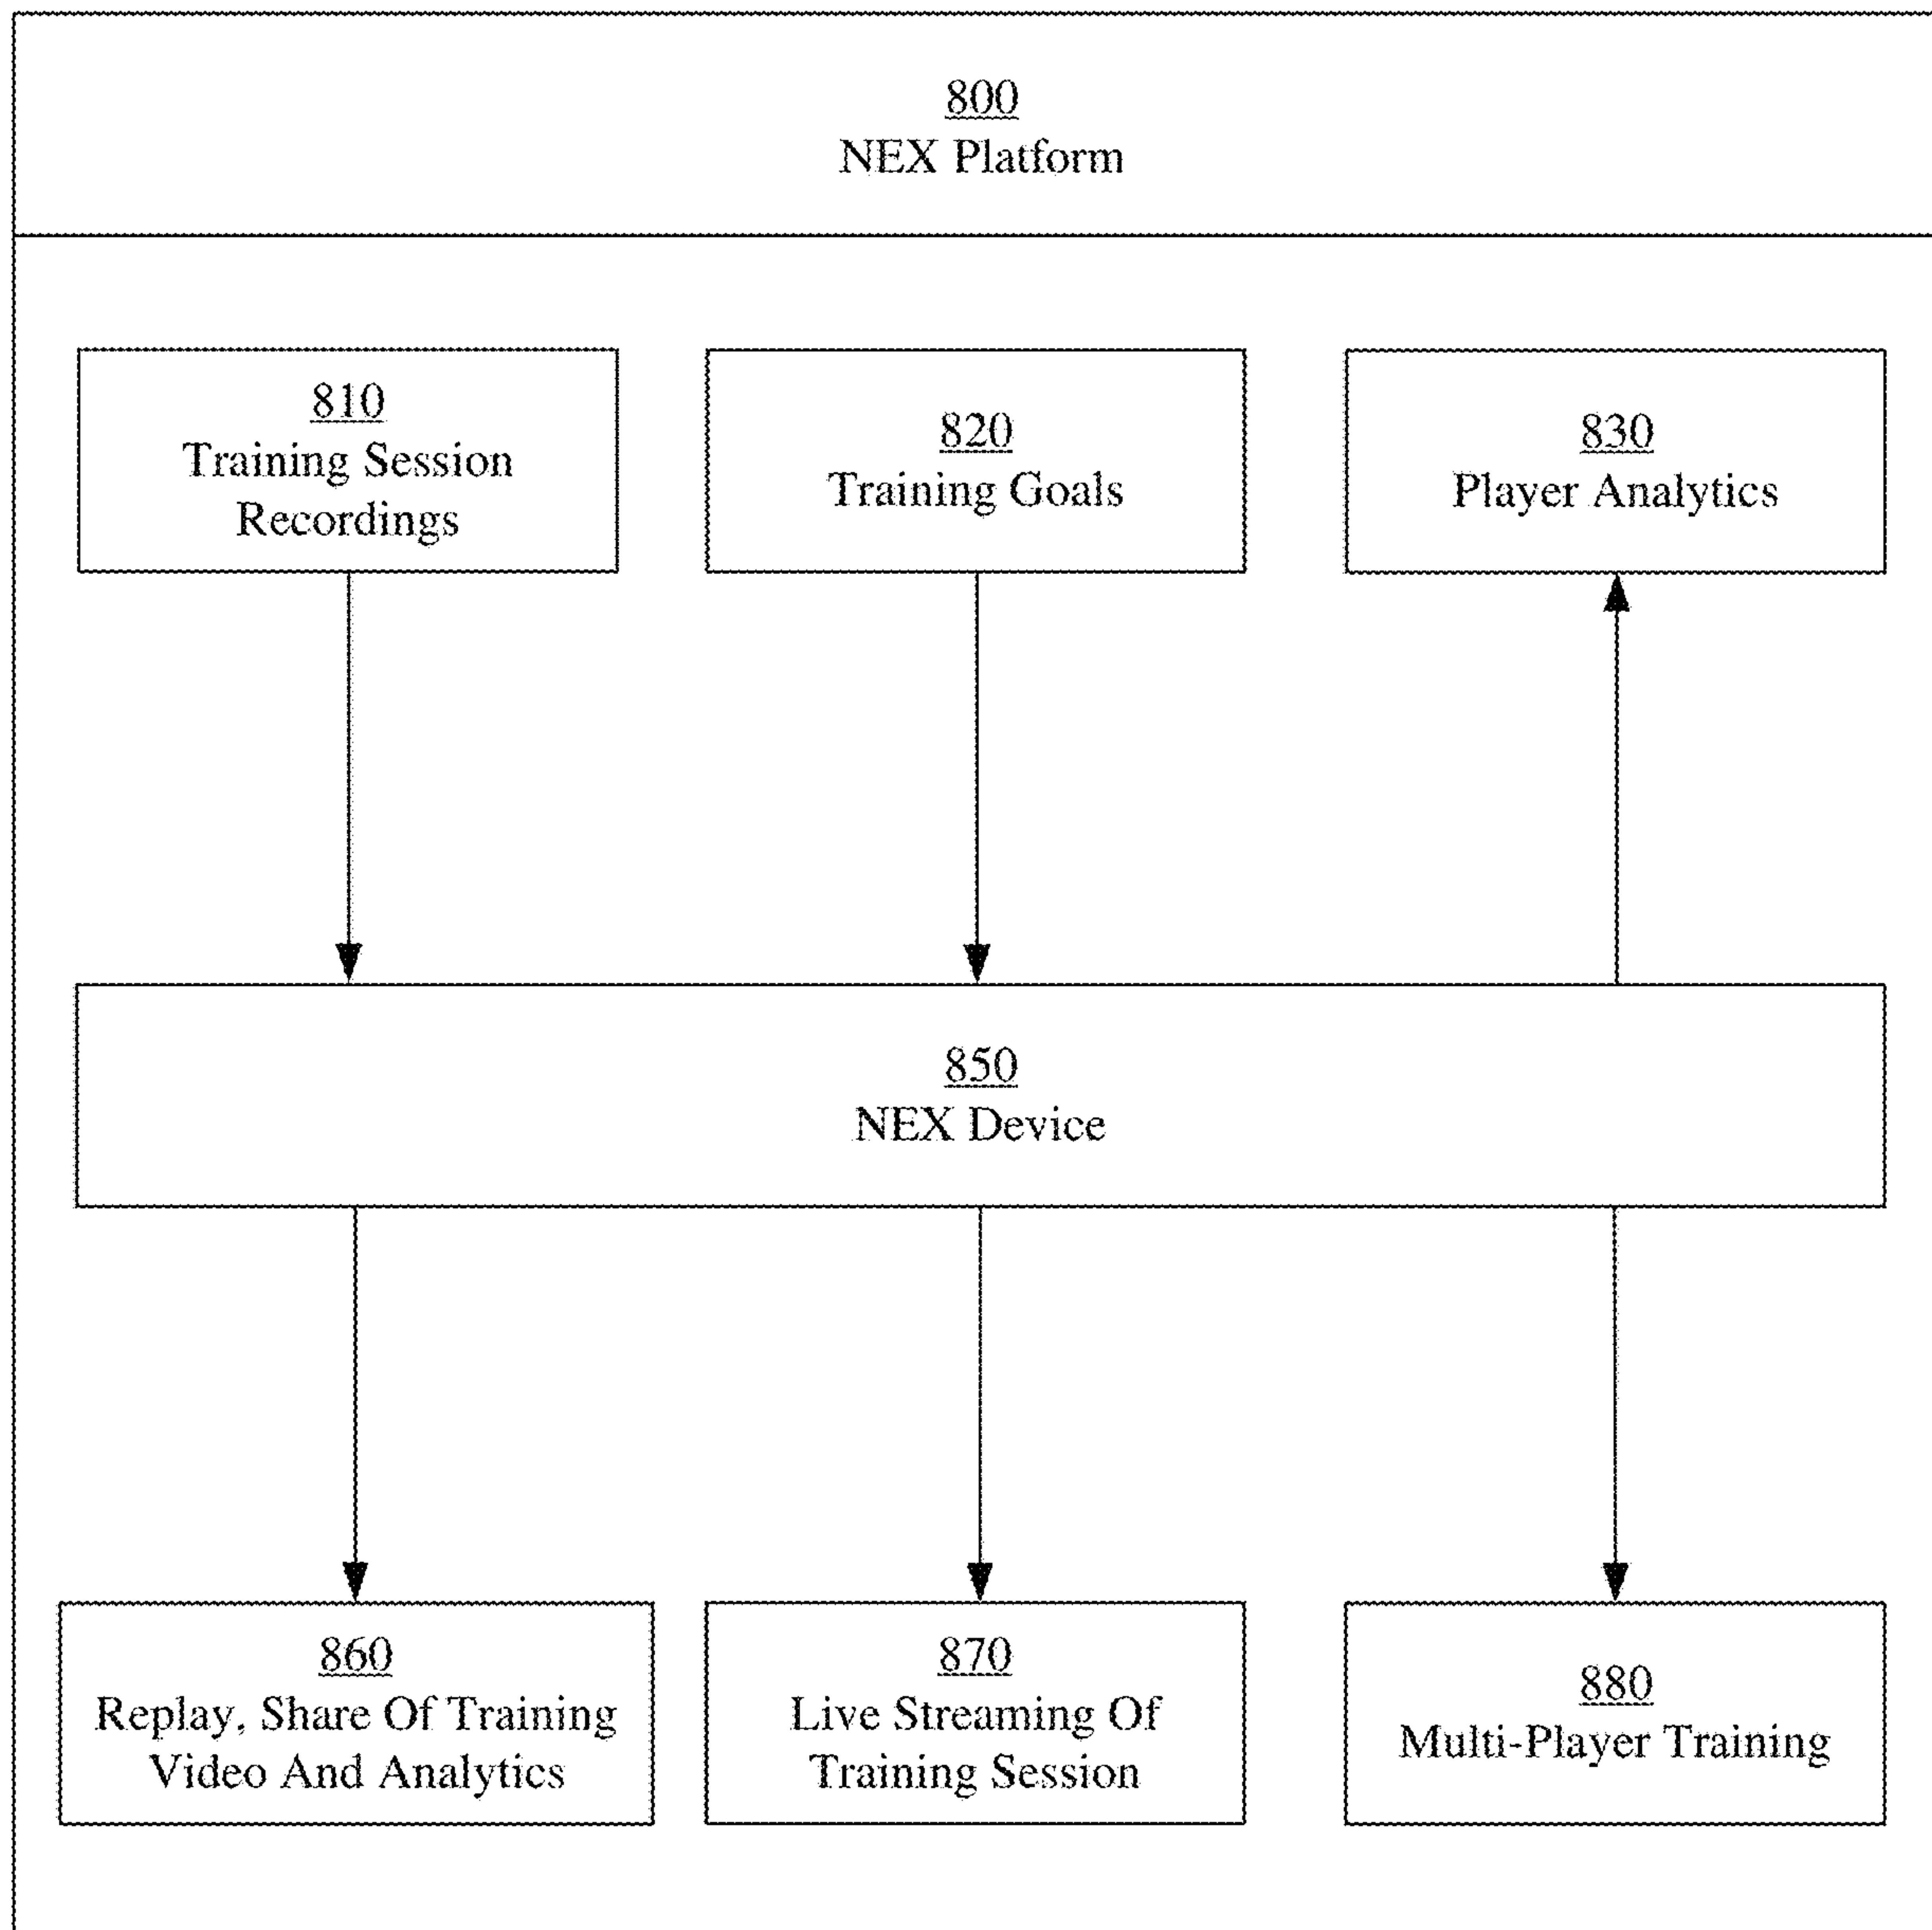 800
NEX Platform
810
Training Session
Recordings
820
Training Goals
830
Player Analytics
850
NEX Device
860
Replay, Share Of Training
Video And Analytics
870
Live Streaming Of
Training Session
880
Multi-Player Training